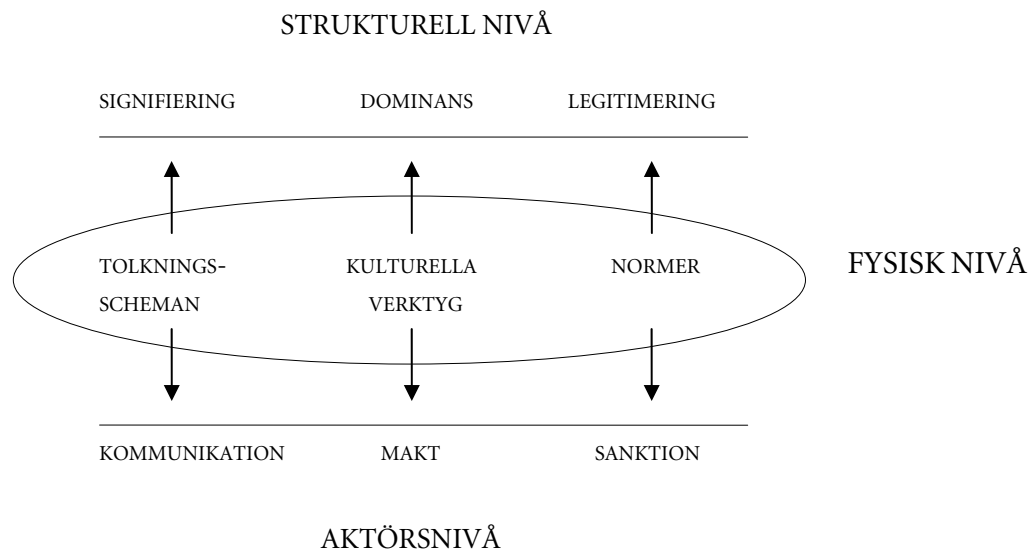 STRUKTURELL NIVÅ
SIGNIFIERING DOMINANS LEGITIMERING
TOLKNINGS- KULTURELLA NORMER FYSISK NIVÅ
SCHEMAN VERKTYG
KOMMUNIKATION MAKT SANKTION
AKTÖRSNIVÅ